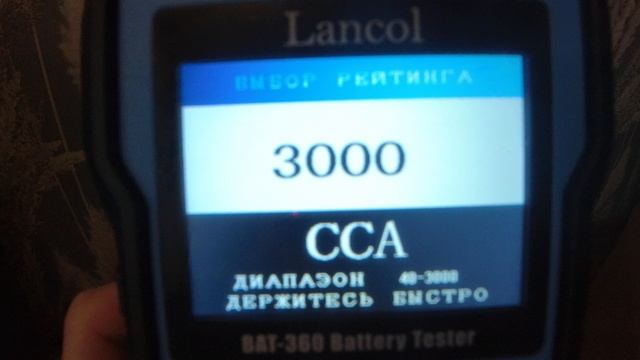 Lancol
ВЫБОР РЕЙТИНГА
3000
CCA
ДИАПАЗОН 40-3000
ДЕРЖИТЕСЬ БЫСТРО
BAT-360 Battery Tester